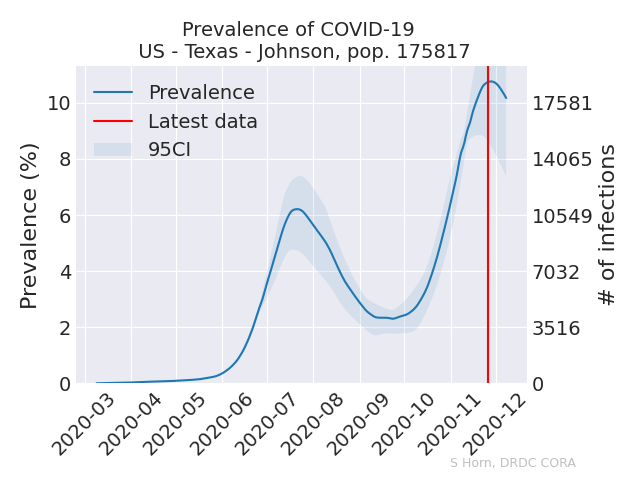 Prevalence of COVID-19
US - Texas - Johnson, pop. 175817
Prevalence
Latest data
95CI
Prevalence (%)
10
8
6
4
2
0
17581
14065
10549
7032
3516
0
# of infections
2020-03
2020-04
2020-05
2020-06
2020-07
2020-08
2020-09
2020-10
2020-11
2020-12
S Horn, DRDC CORA